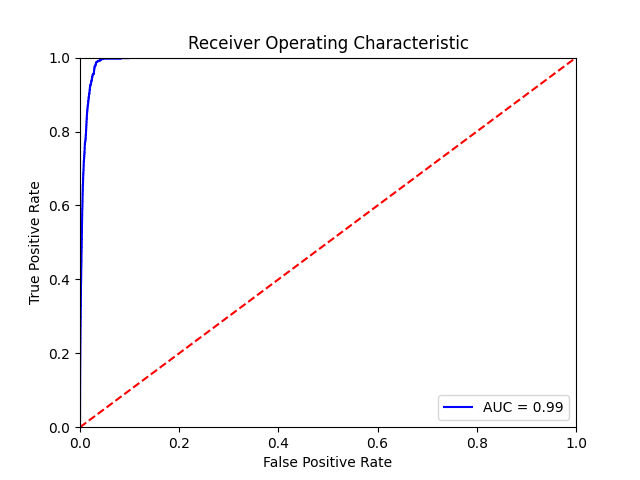 Receiver Operating Characteristic
1.0
0.8
0.6
0.4
0.2
0.0
True Positive Rate
AUC = 0.99
0.0 0.2 0.4 0.6 0.8 1.0
False Positive Rate